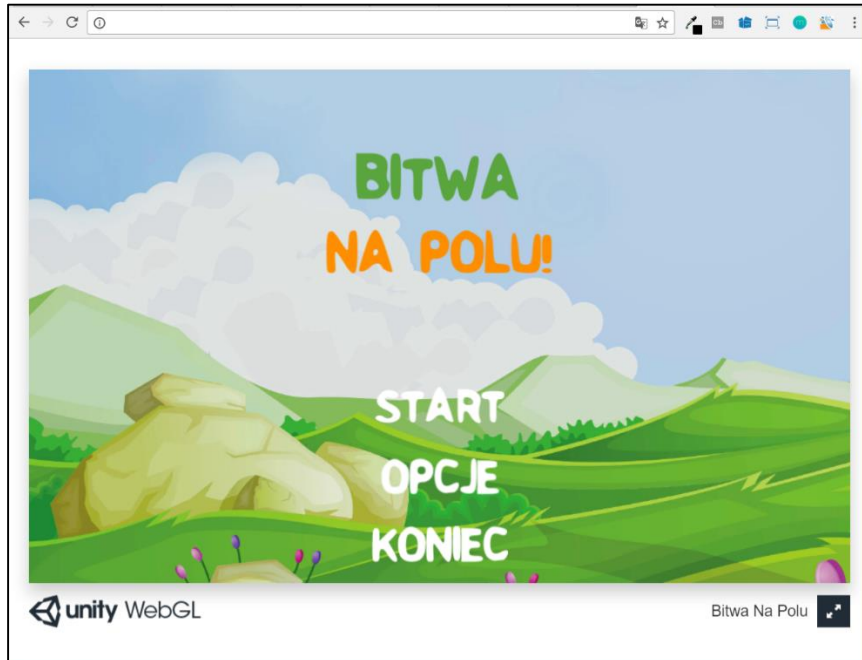 BITWA
NA POLU!
START
OPCJE
KONIEC
unity WebGL
Bitwa Na Polu